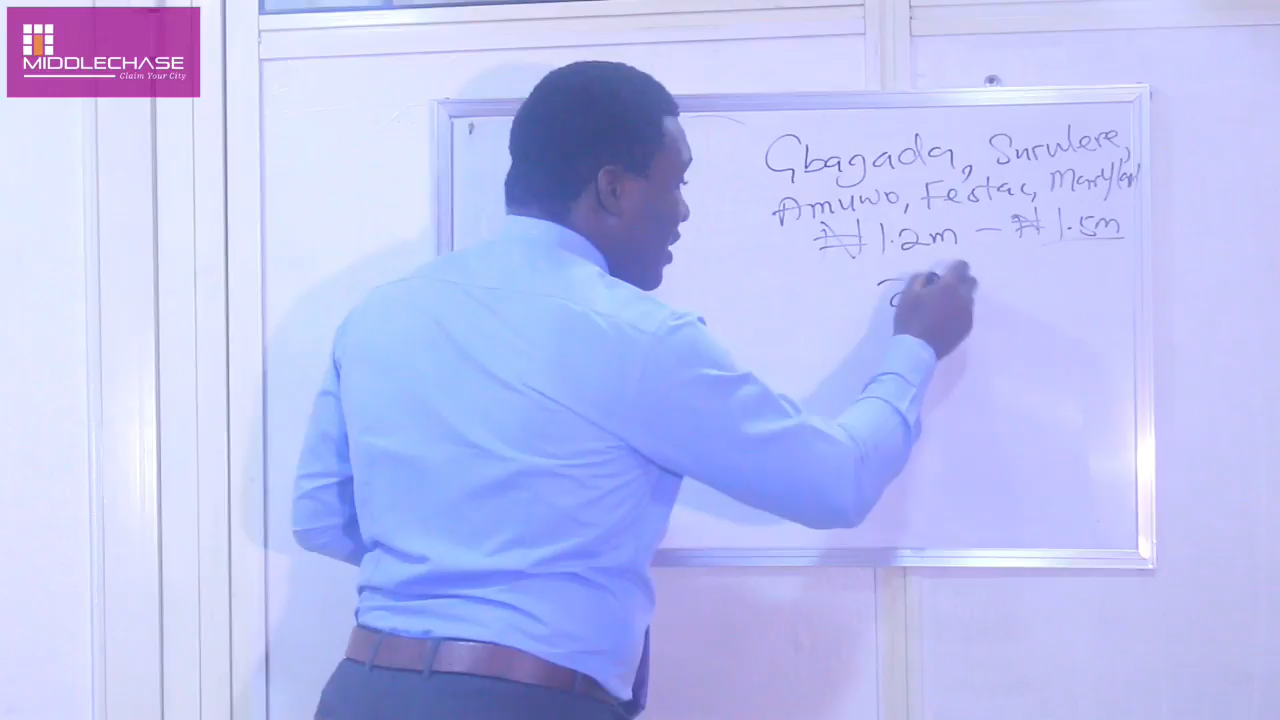 MIDDLECHASE
Claim Your City
Gbagada, Surulere,
Amuwo, Festac, Maryland
₦ 1.2m - ₦ 1.5m